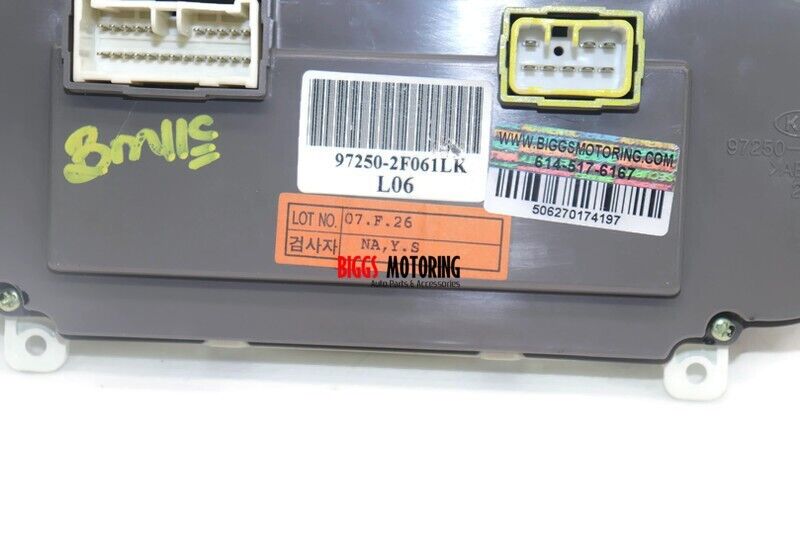 97250-2F061LK
L06
LOT NO. 07.F.26
검사자 NA,Y.S
WWW.BIGGSMOTORING.COM
614-517-6167
506270174197
97250-
BIGGS MOTORING
Auto Parts & Accessories